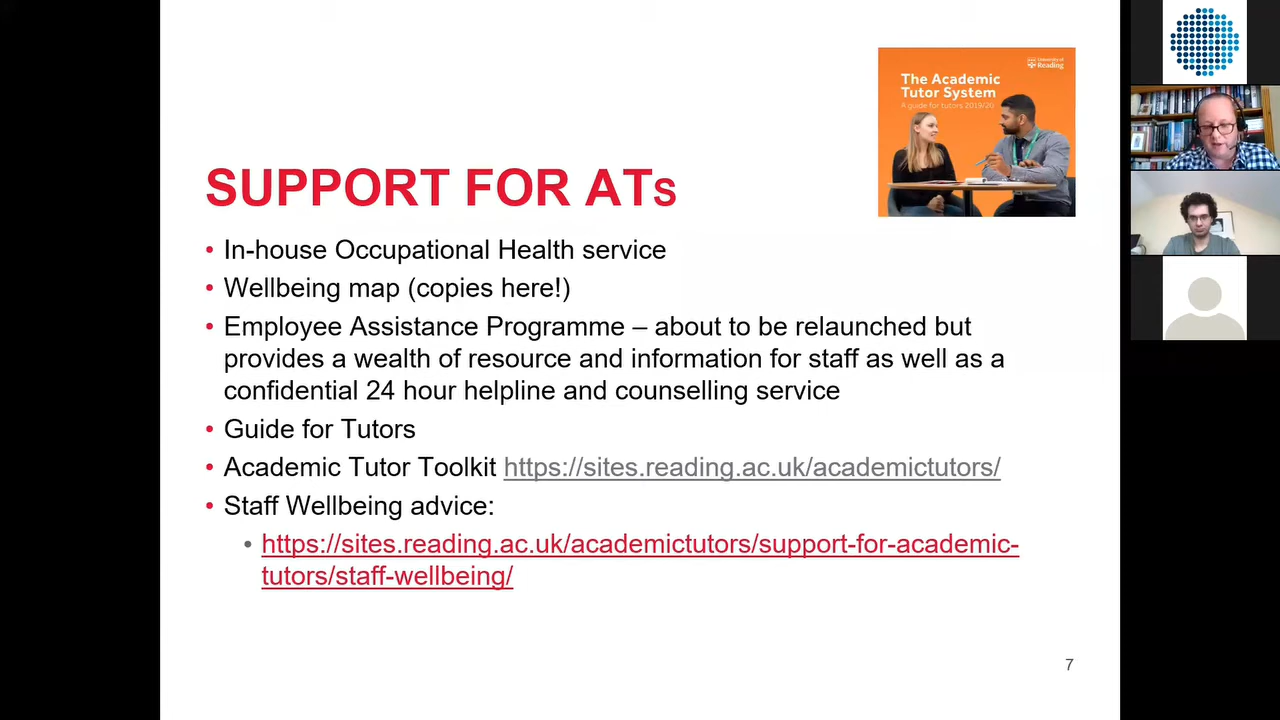 University of
Reading
The Academic
Tutor System
A guide for tutors 2019/20
SUPPORT FOR ATs
• In-house Occupational Health service
• Wellbeing map (copies here!)
• Employee Assistance Programme – about to be relaunched but
provides a wealth of resource and information for staff as well as a
confidential 24 hour helpline and counselling service
• Guide for Tutors
• Academic Tutor Toolkit https://sites.reading.ac.uk/academictutors/
• Staff Wellbeing advice:
• https://sites.reading.ac.uk/academictutors/support-for-academic-
tutors/staff-wellbeing/
7